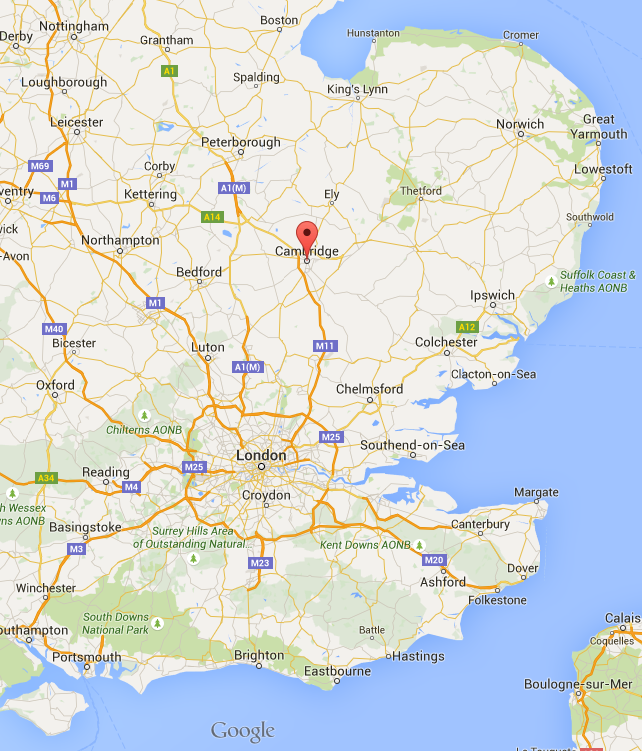 Nottingham
Boston
Hunstanton
Cromer
Derby
Grantham
A1
Loughborough
Spalding
King's Lynn
Leicester
Norwich
Great
Yarmouth
Peterborough
M69
Corby
Lowestoft
M1
M6
ventry
Kettering
A1(M)
Ely
Thetford
A14
Southwold
wick
Northampton
Cambridge
-Avon
Bedford
Suffolk Coast &
Heaths AONB
M1
Ipswich
M40
A12
Bicester
Luton
M11
Colchester
A1(M)
Clacton-on-Sea
Oxford
Chelmsford
Chilterns AONB
M25
Southend-on-Sea
London
M25
A34
Reading
M4
Croydon
Margate
h Wessex
ns AONB
Basingstoke
Surrey Hills Area
of Outstanding Natural...
Kent Downs AONB
Canterbury
M3
M23
M20
Dover
Ashford
Winchester
Folkestone
South Downs
National Park
Calais
outhampton
Battle
Coquelles
Portsmouth
Brighton
Hastings
Eastbourne
Boulogne-sur-Mer
Google